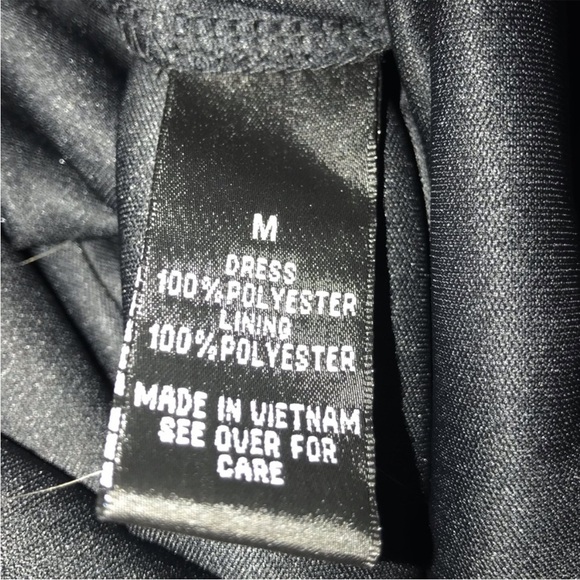 M
DRESS
100%POLYESTER
LINING
100%POLYESTER
MADE IN VIETNAM
SEE OVER FOR
CARE